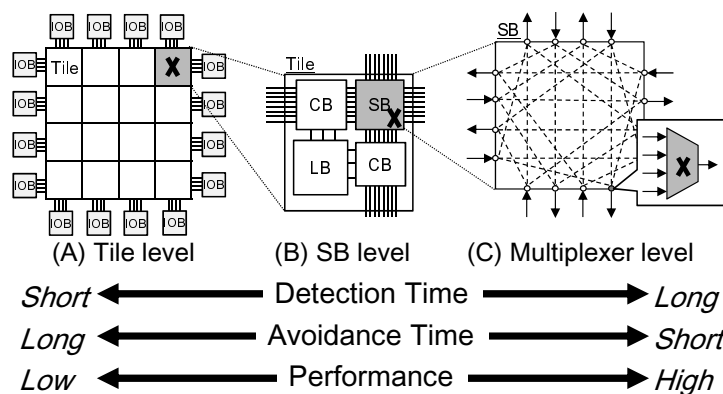 IOB IOB IOB IOB
IOB Tile X IOB
IOB IOB
IOB IOB
IOB IOB
IOB IOB IOB IOB
Tile
CB SB X
LB CB
SB
X
(A) Tile level (B) SB level (C) Multiplexer level
Short Detection Time Long
Long Avoidance Time Short
Low Performance High